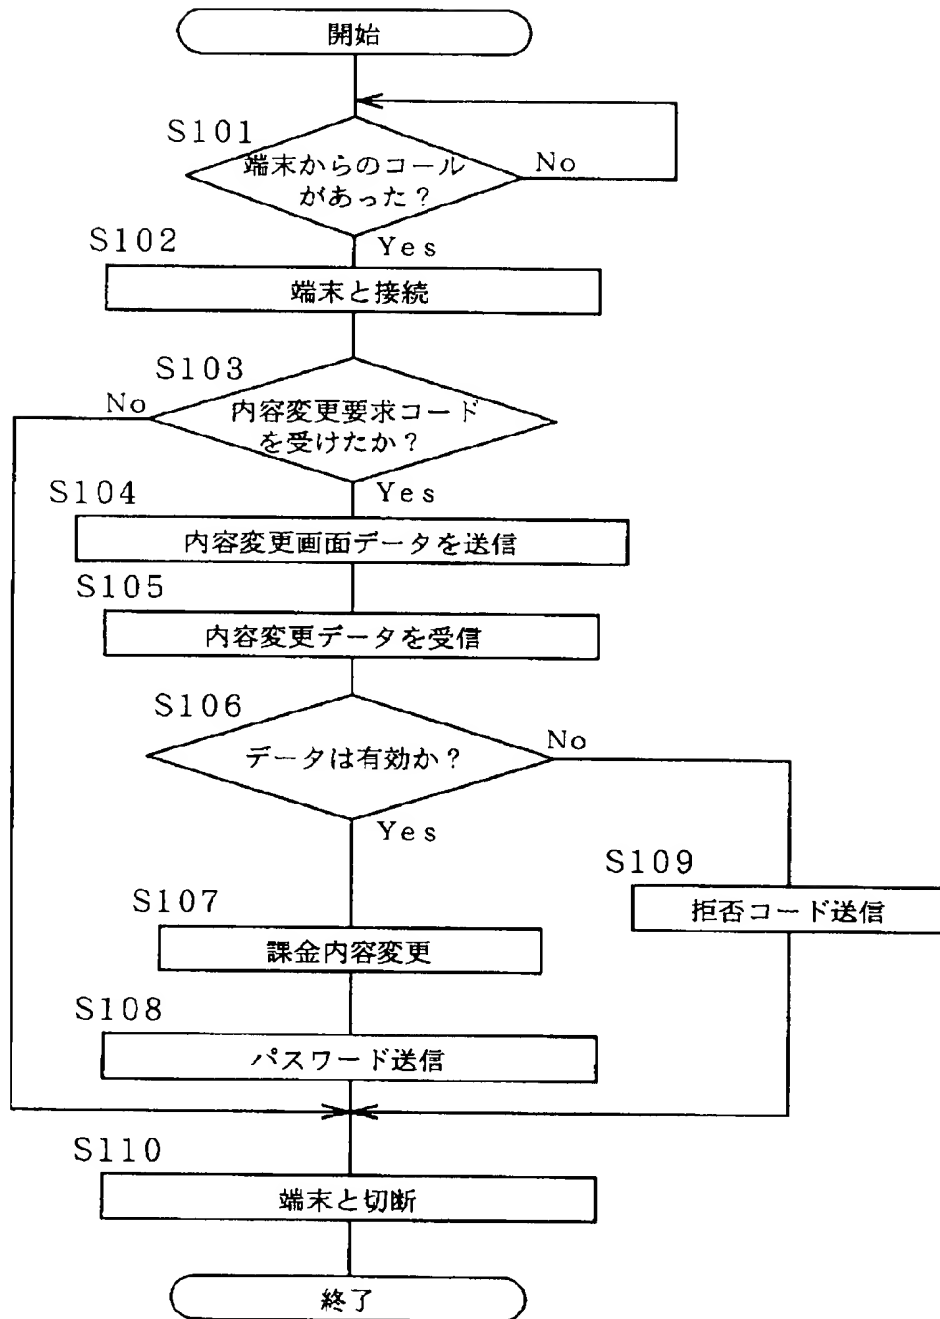 開始
S101
端末からのコール
があった？
No
Yes
S102
端末と接続
S103
No
内容変更要求コード
を受けたか？
Yes
S104
内容変更画面データを送信
S105
内容変更データを受信
S106
データは有効か？
No
Yes
S109
拒否コード送信
S107
課金内容変更
S108
パスワード送信
S110
端末と切断
終了